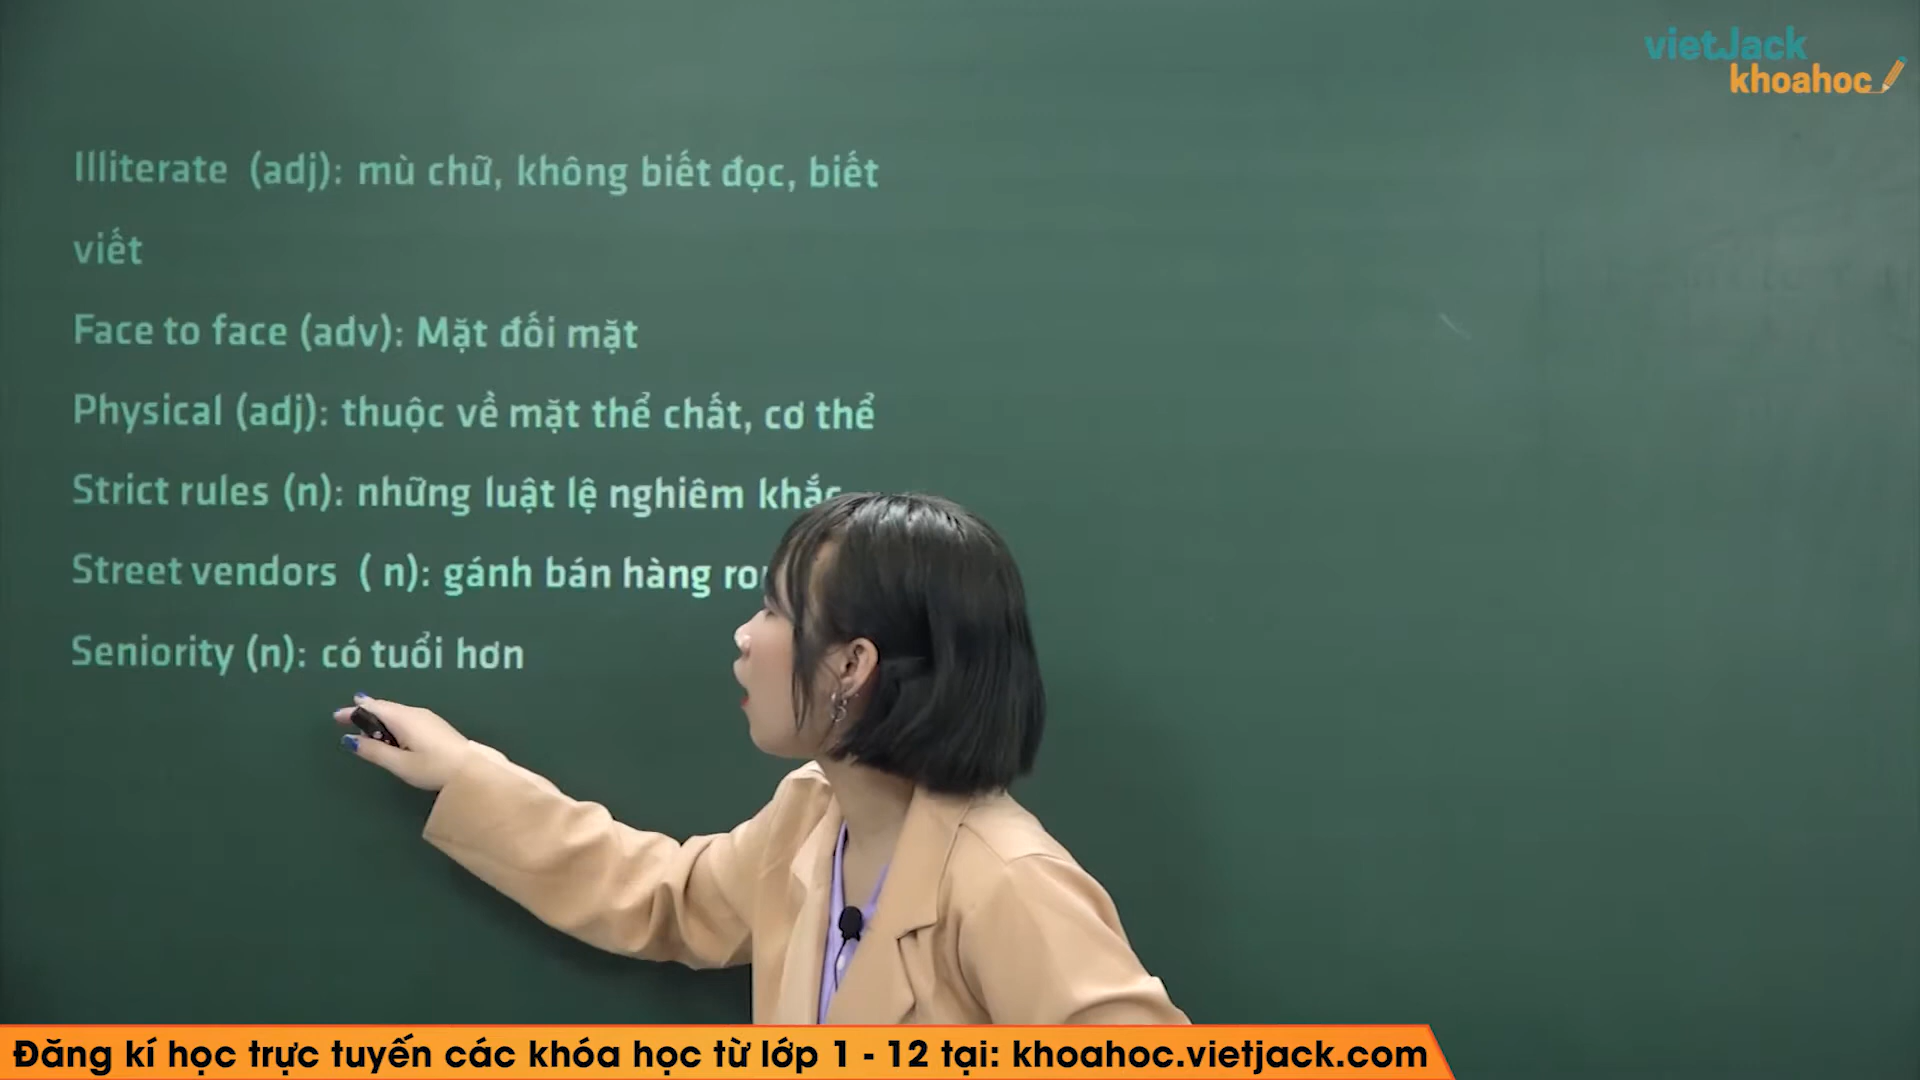 vietJack
khoahoc
Illiterate (adj): mù chữ, không biết đọc, biết
viết
Face to face (adv): Mặt đối mặt
Physical (adj): thuộc về mặt thể chất, cơ thể
Strict rules (n): những luật lệ nghiêm khắc
Street vendors ( n): gánh bán hàng
Seniority (n): có tuổi hơn
Đăng kí học trực tuyến các khóa học từ lớp 1 - 12 tại: khoahoc.vietjack.com